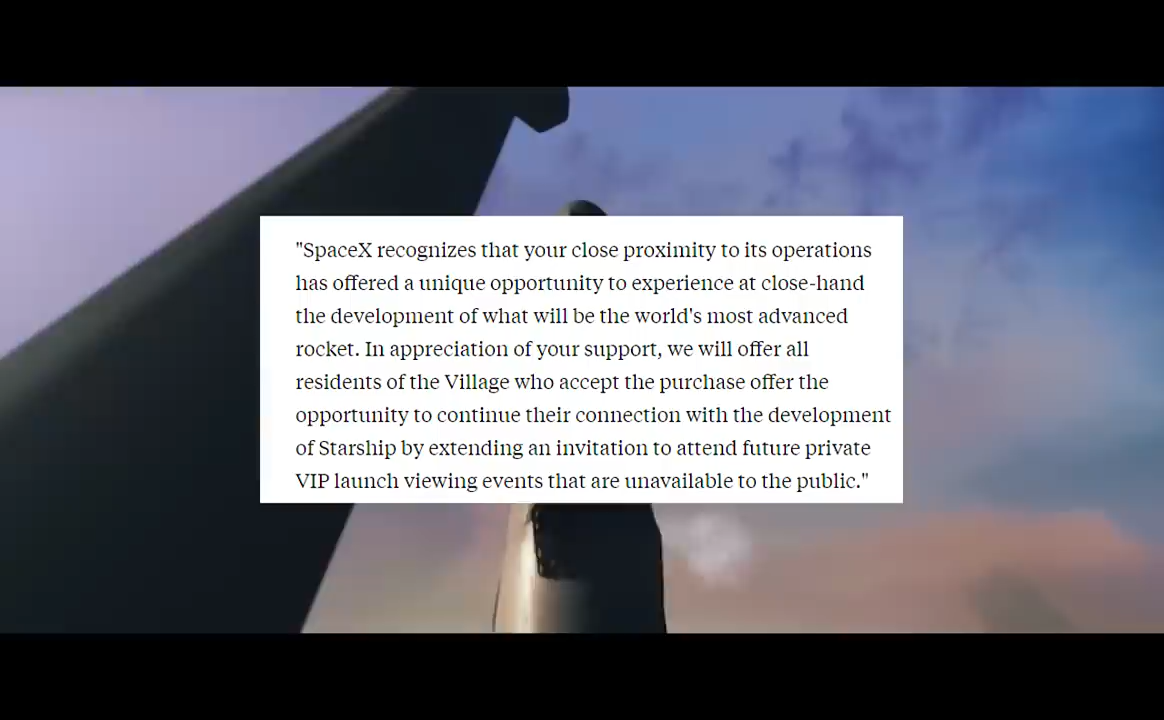 "SpaceX recognizes that your close proximity to its operations
has offered a unique opportunity to experience at close-hand
the development of what will be the world's most advanced
rocket. In appreciation of your support, we will offer all
residents of the Village who accept the purchase offer the
opportunity to continue their connection with the development
of Starship by extending an invitation to attend future private
VIP launch viewing events that are unavailable to the public."